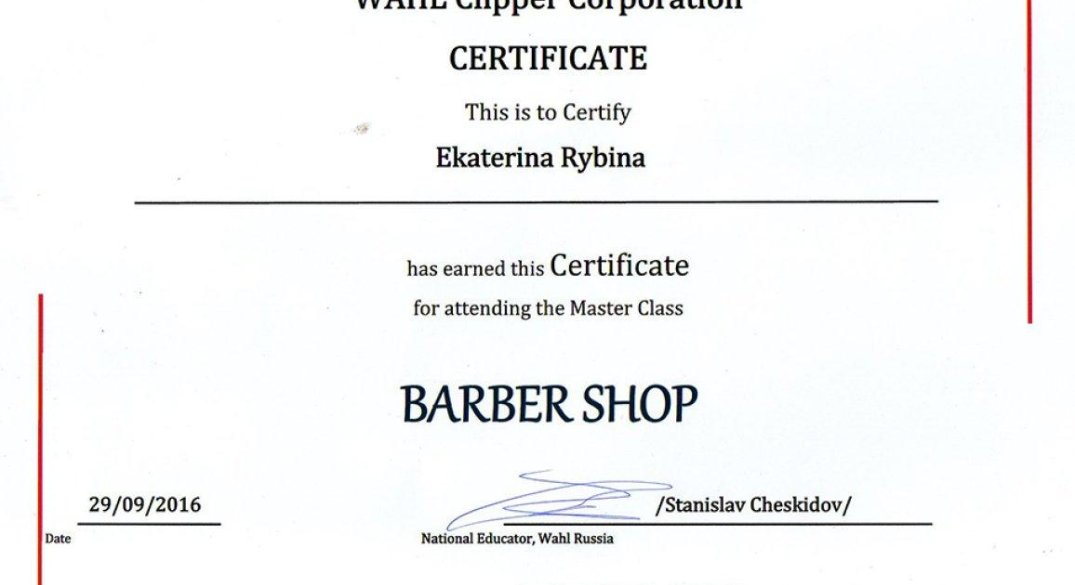 WAHL Clipper Corporation
CERTIFICATE
This is to Certify
Ekaterina Rybina
has earned this Certificate
for attending the Master Class
BARBER SHOP
29/09/2016
/Stanislav Cheskidov/
Date
National Educator, Wahl Russia